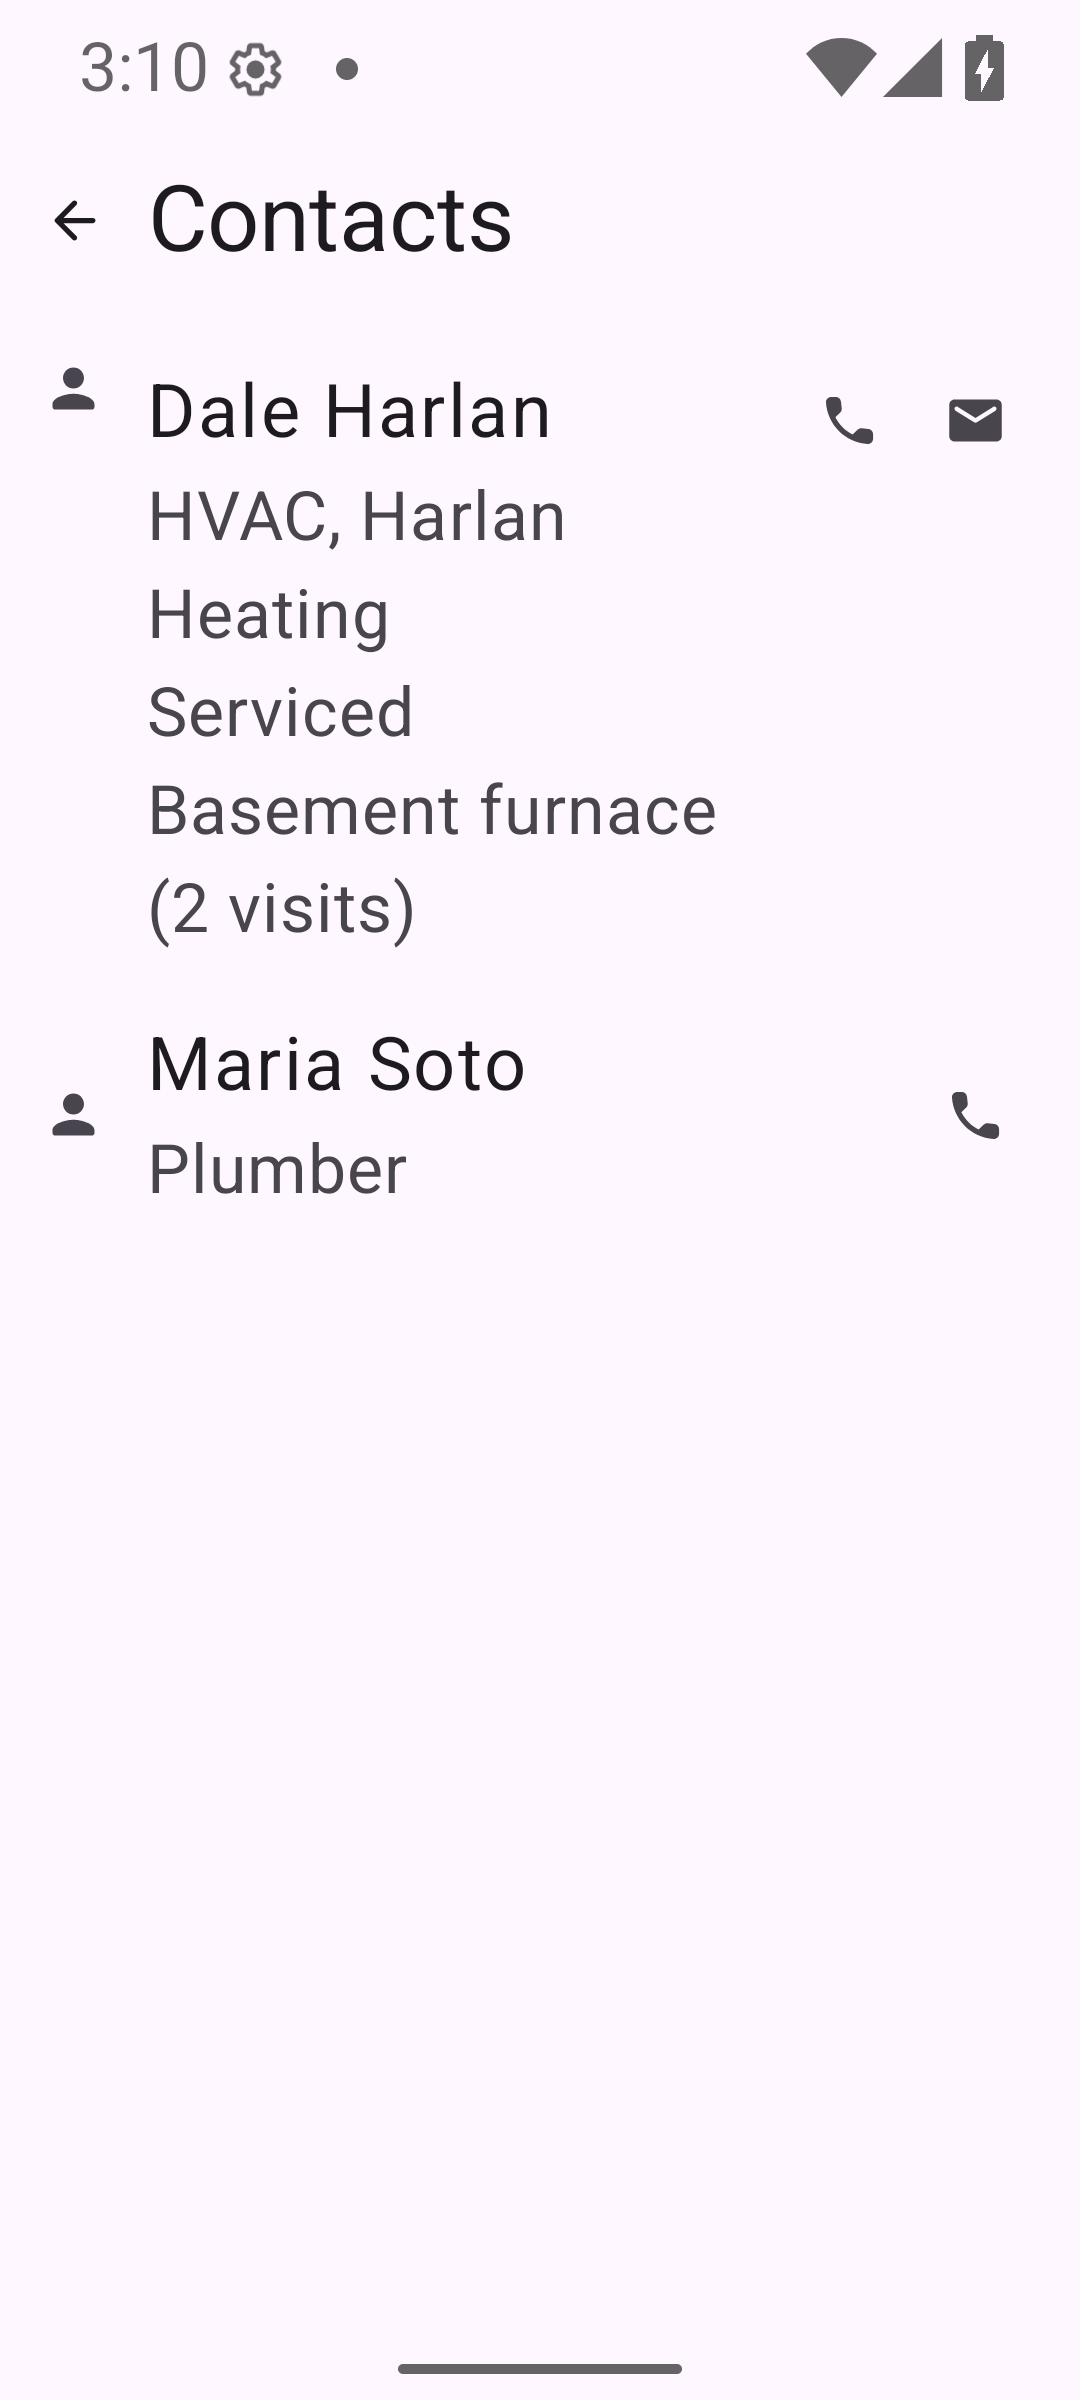 3:10
Contacts
Dale Harlan
HVAC, Harlan
Heating
Serviced
Basement furnace
(2 visits)
Maria Soto
Plumber